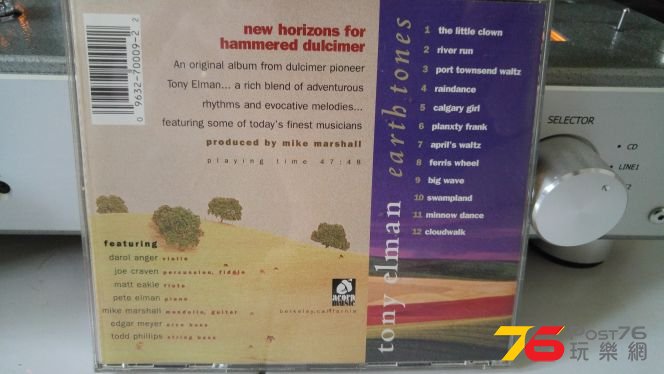 new horizons for
hammered dulcimer
An original album from dulcimer pioneer
Tony Elman... a rich blend of adventurous
rhythms and evocative melodies...
featuring some of today's finest musicians
produced by mike marshall
playing time 47:48
0 9632-70009-2 2
featuring
darol anger violin
joe craven percussion, fiddle
matt eakle flute
pete elman piano
mike marshall mandolin, guitar
edgar meyer arco bass
todd phillips string bass
acorn
music
berkeley, california
tony elman earth tones
1 the little clown
2 river run
3 port townsend waltz
4 raindance
5 calgary girl
6 planxty frank
7 april's waltz
8 ferris wheel
9 big wave
10 swampland
11 minnow dance
12 cloudwalk
SELECTOR
CD
LINE1
76 Post76
玩樂網